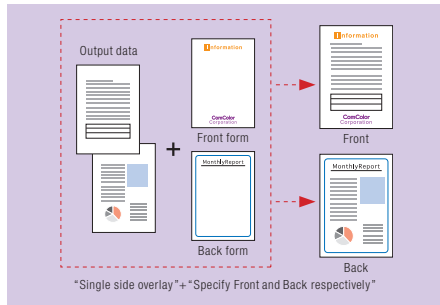 Output data
Information
ComColor
Corporation
Front form
+
MonthlyReport
Back form
Information
ComColor
Corporation
Front
MonthlyReport
Back
“Single side overlay”+“Specify Front and Back respectively”